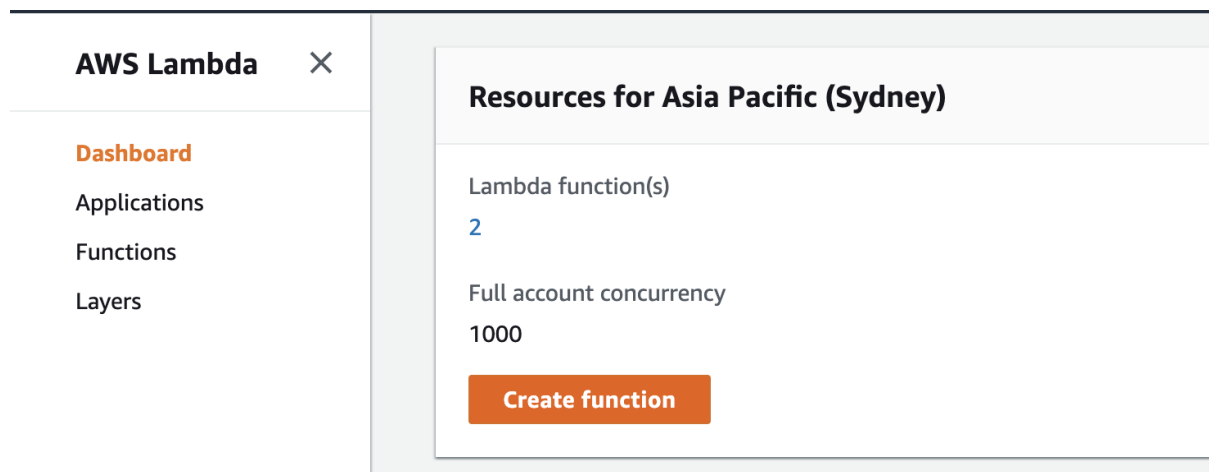 AWS Lambda
Dashboard
Applications
Functions
Layers
Resources for Asia Pacific (Sydney)
Lambda function(s)
2
Full account concurrency
1000
Create function